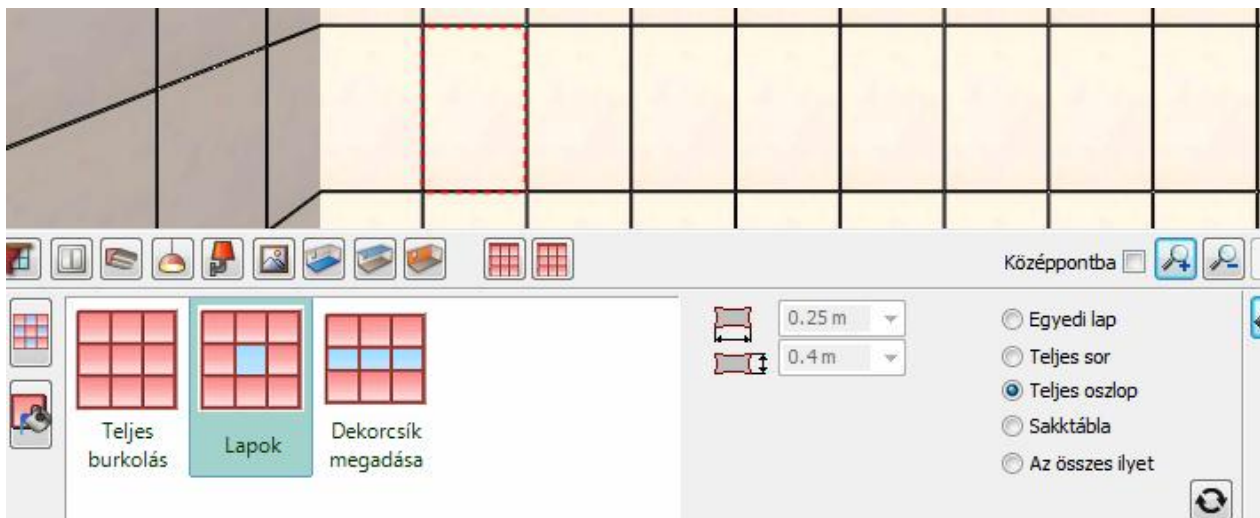 Középpontba
Teljes
burkolás
Lapok
Dekorcsík
megadása
0.25 m
0.4 m
Egyedi lap
Teljes sor
Teljes oszlop
Sakktábla
Az összes ilyet